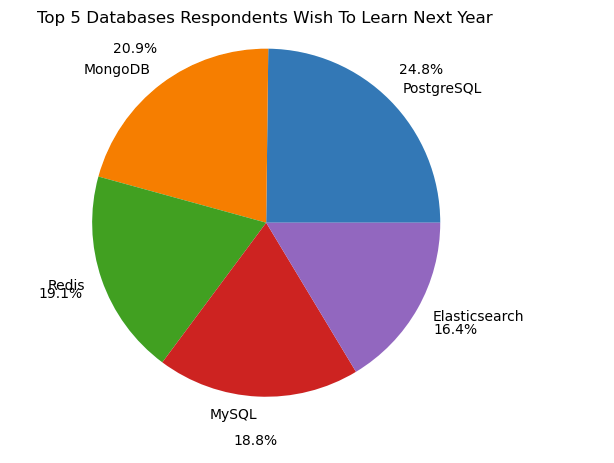 Top 5 Databases Respondents Wish To Learn Next Year
20.9%
MongoDB
24.8%
PostgreSQL
Redis
19.1%
Elasticsearch
16.4%
MySQL
18.8%